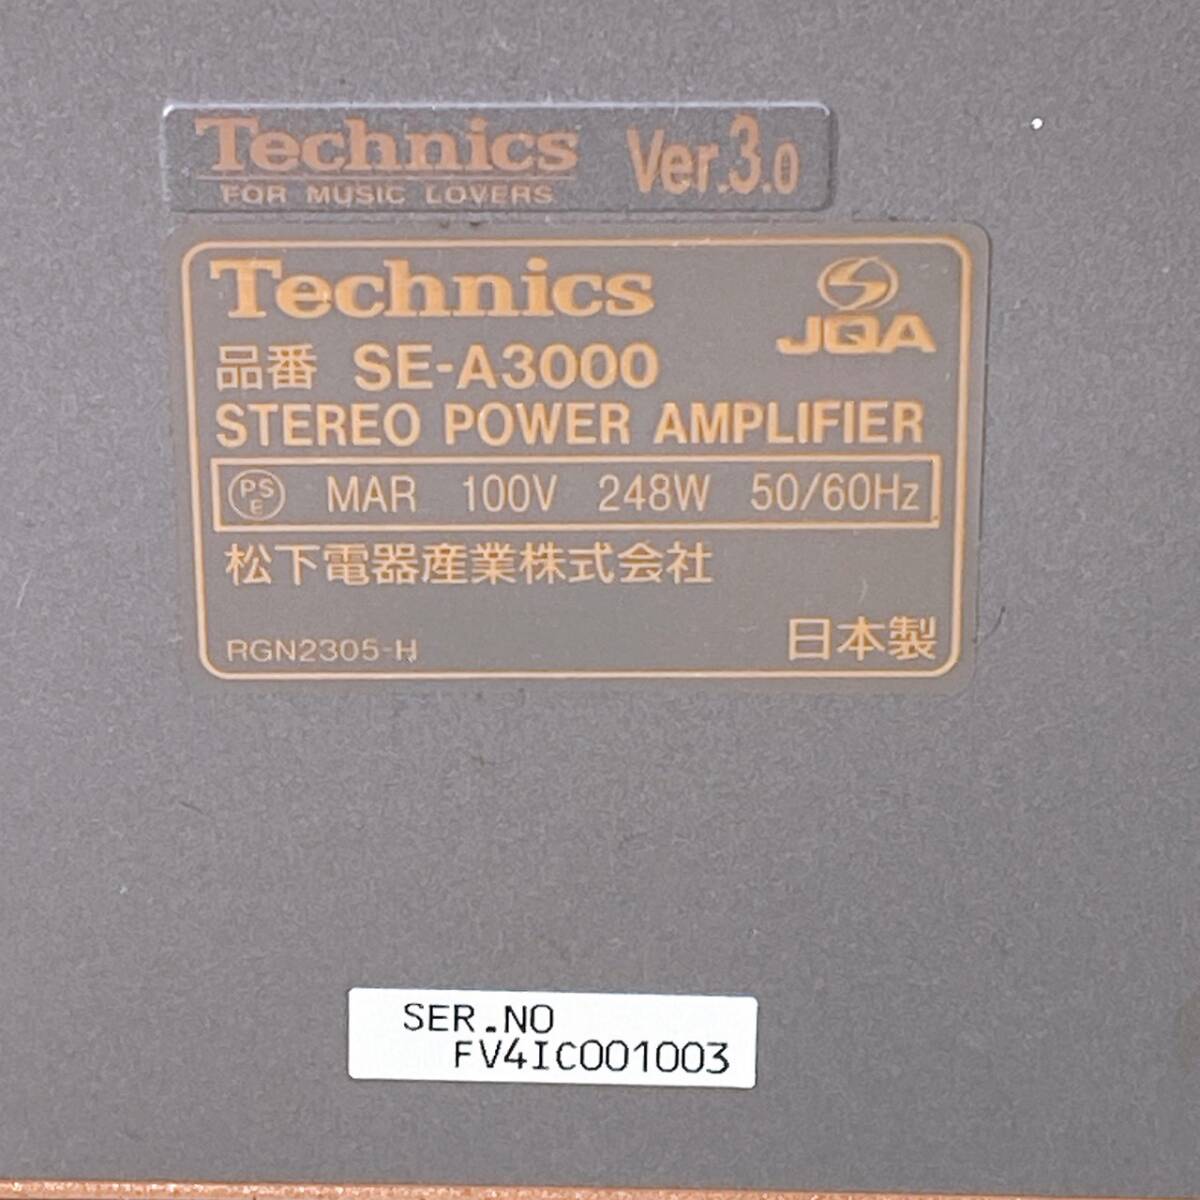 Technics Ver.3.0
FOR MUSIC LOVERS
Technics
JQA
品番 SE-A3000
STEREO POWER AMPLIFIER
PSE MAR 100V 248W 50/60Hz
松下電器産業株式会社
RGN2305-H 日本製
SER.NO
FV4IC001003